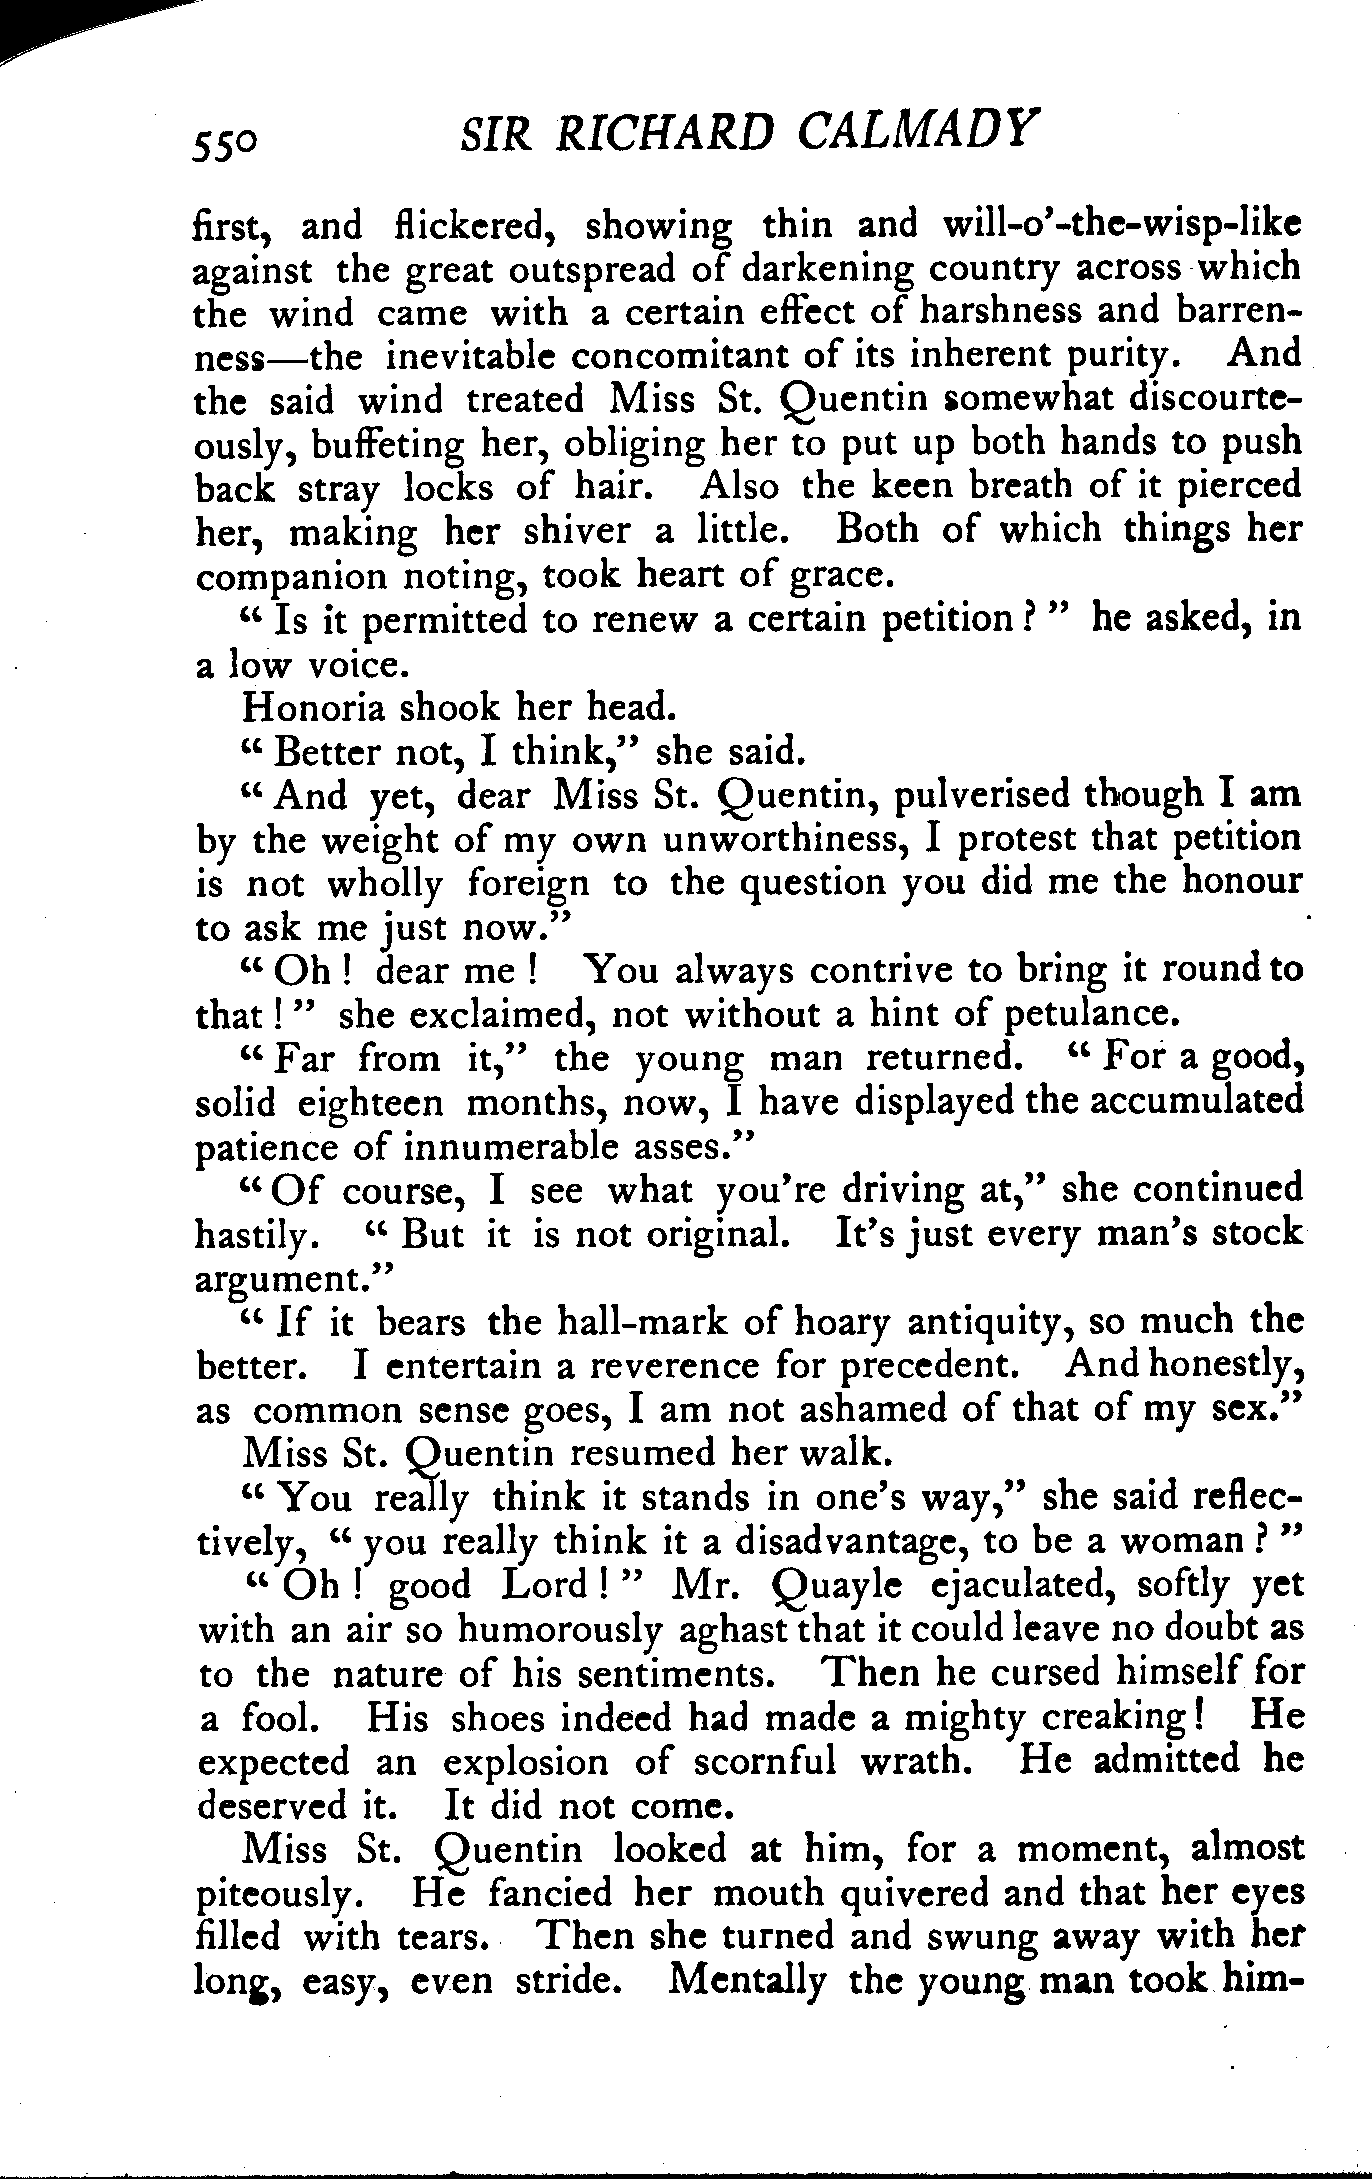 550 SIR RICHARD CALMADY
first, and flickered, showing thin and will-o'-the-wisp-like
against the great outspread of darkening country across which
the wind came with a certain effect of harshness and barren-
ness—the inevitable concomitant of its inherent purity. And
the said wind treated Miss St. Quentin somewhat discourte-
ously, buffeting her, obliging her to put up both hands to push
back stray locks of hair. Also the keen breath of it pierced
her, making her shiver a little. Both of which things her
companion noting, took heart of grace.
“ Is it permitted to renew a certain petition ? ” he asked, in
a low voice.
Honoria shook her head.
“ Better not, I think,” she said.
“ And yet, dear Miss St. Quentin, pulverised though I am
by the weight of my own unworthiness, I protest that petition
is not wholly foreign to the question you did me the honour
to ask me just now.”
“ Oh ! dear me ! You always contrive to bring it round to
that ! ” she exclaimed, not without a hint of petulance.
“ Far from it,” the young man returned. “ For a good,
solid eighteen months, now, I have displayed the accumulated
patience of innumerable asses.”
“ Of course, I see what you're driving at,” she continued
hastily. “ But it is not original. It's just every man's stock
argument.”
“ If it bears the hall-mark of hoary antiquity, so much the
better. I entertain a reverence for precedent. And honestly,
as common sense goes, I am not ashamed of that of my sex.”
Miss St. Quentin resumed her walk.
“ You really think it stands in one's way,” she said reflec-
tively, “ you really think it a disadvantage, to be a woman ? ”
“ Oh ! good Lord ! ” Mr. Quayle ejaculated, softly yet
with an air so humorously aghast that it could leave no doubt as
to the nature of his sentiments. Then he cursed himself for
a fool. His shoes indeed had made a mighty creaking ! He
expected an explosion of scornful wrath. He admitted he
deserved it. It did not come.
Miss St. Quentin looked at him, for a moment, almost
piteously. He fancied her mouth quivered and that her eyes
filled with tears. Then she turned and swung away with her
long, easy, even stride. Mentally the young man took him-